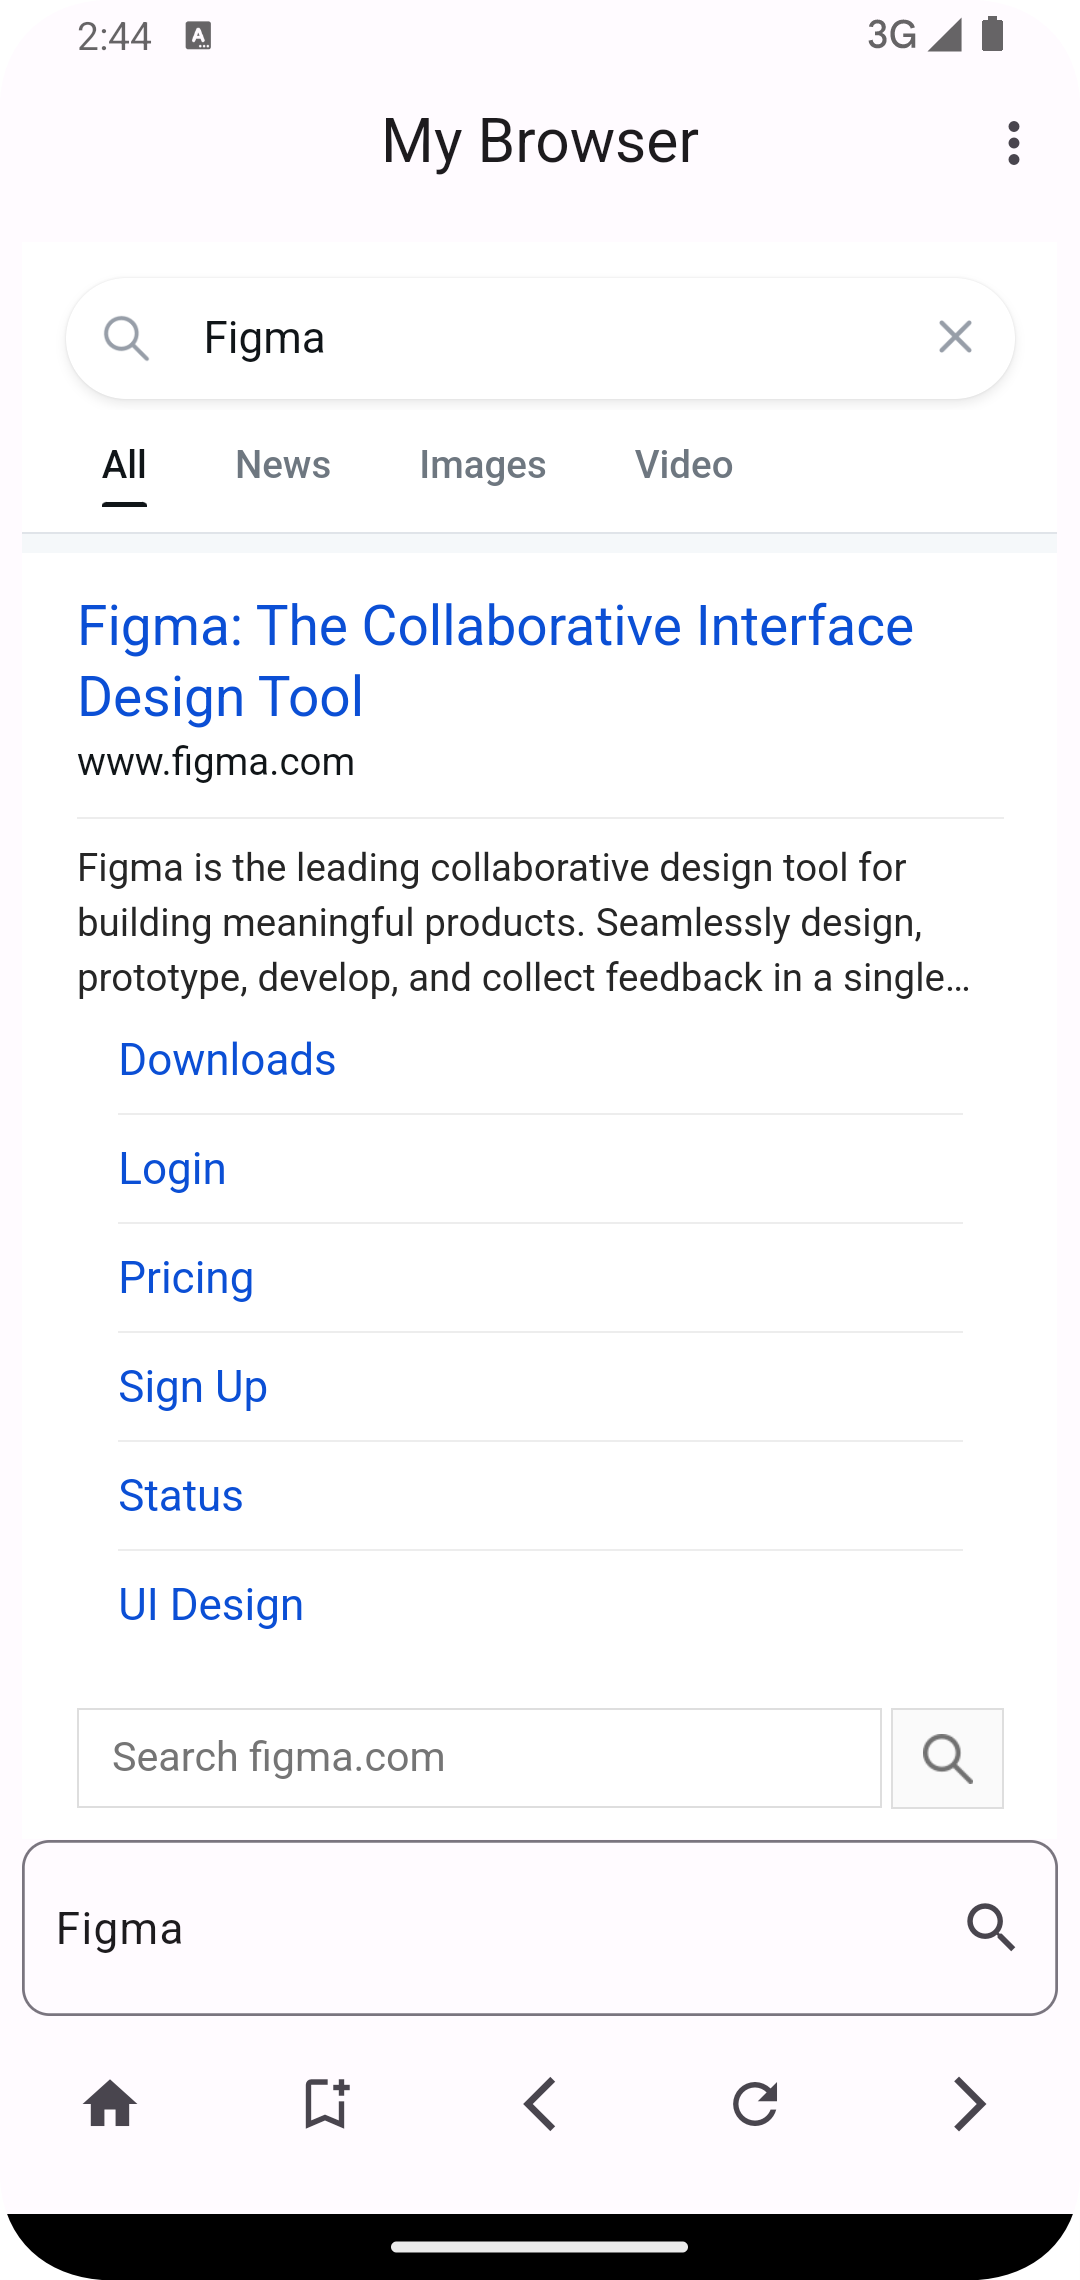 2:44
3G
My Browser
Figma
All News Images Video
Figma: The Collaborative Interface
Design Tool
www.figma.com
Figma is the leading collaborative design tool for
building meaningful products. Seamlessly design,
prototype, develop, and collect feedback in a single...
Downloads
Login
Pricing
Sign Up
Status
UI Design
Search figma.com
Figma